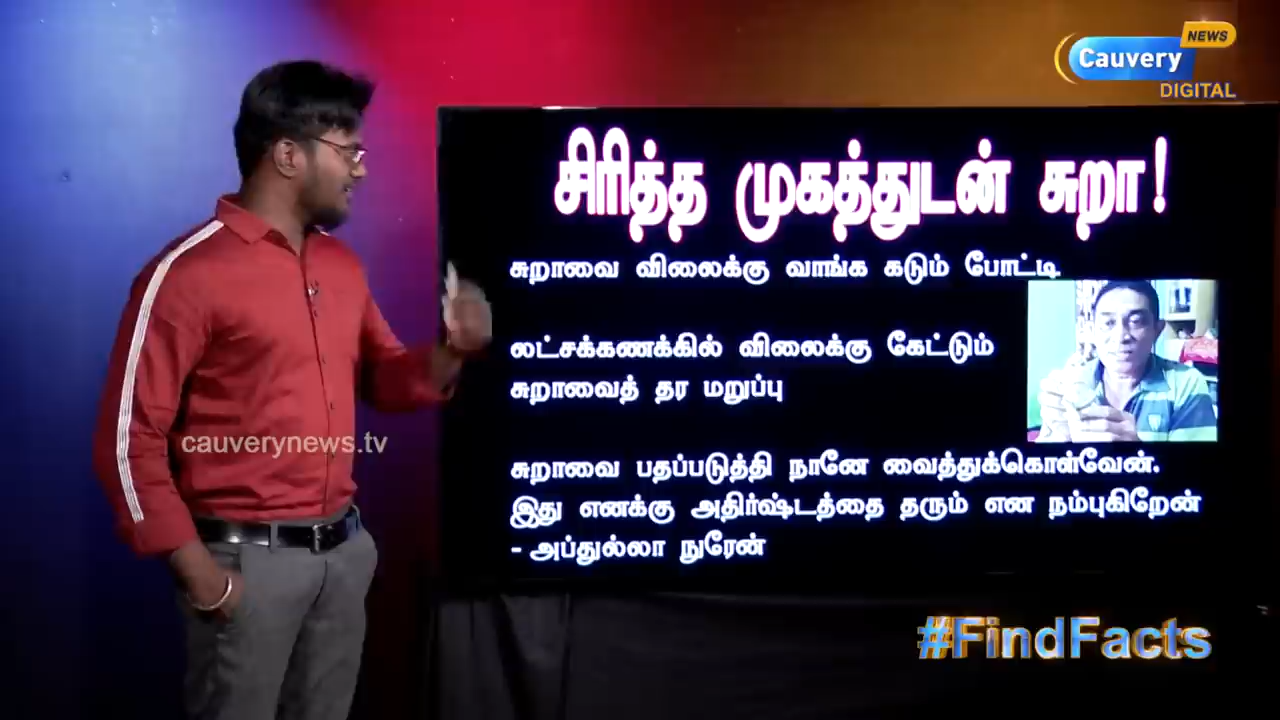 Cauvery NEWS
DIGITAL
சிரித்த முகத்துடன் சுறா!
சுறாவை விலைக்கு வாங்க கடும் போட்டி.
லட்சக்கணக்கில் விலைக்கு கேட்டும்
சுறாவைத் தர மறுப்பு
சுறாவை பதப்படுத்தி நானே வைத்துக்கொள்வேன்.
இது எனக்கு அதிர்ஷ்டத்தை தரும் என நம்புகிறேன்
- அப்துல்லா நுரேன்
cauverynews.tv
#FindFacts